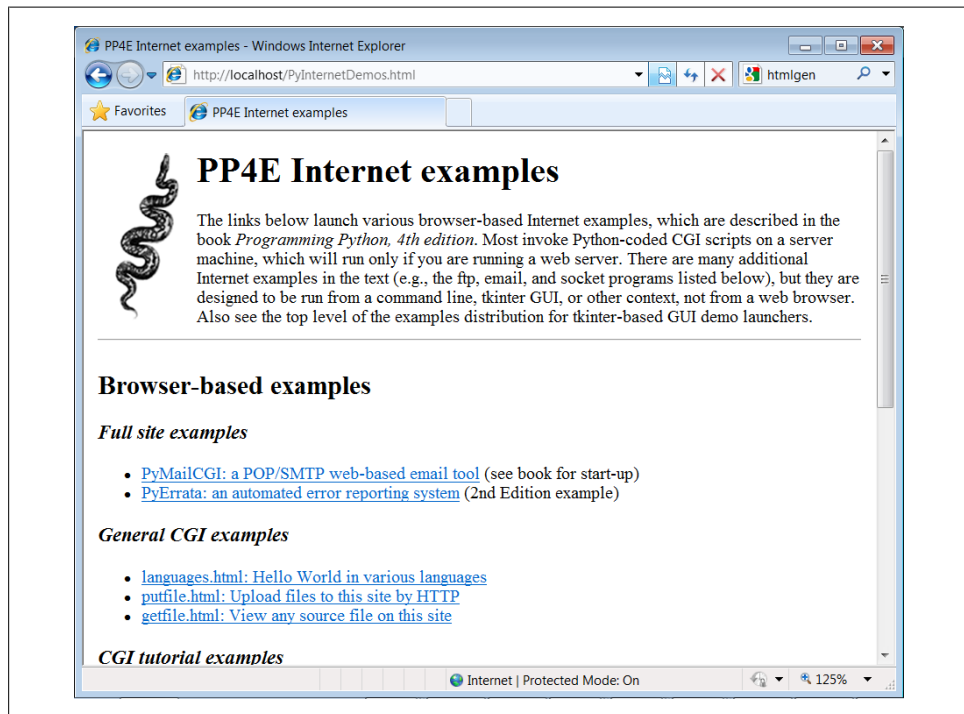 PP4E Internet examples - Windows Internet Explorer
http://localhost/PyInternetDemos.html
htmlgen
Favorites
PP4E Internet examples
PP4E Internet examples
The links below launch various browser-based Internet examples, which are described in the
book Programming Python, 4th edition. Most invoke Python-coded CGI scripts on a server
machine, which will run only if you are running a web server. There are many additional
Internet examples in the text (e.g., the ftp, email, and socket programs listed below), but they are
designed to be run from a command line, tkinter GUI, or other context, not from a web browser.
Also see the top level of the examples distribution for tkinter-based GUI demo launchers.
Browser-based examples
Full site examples
• PyMailCGI: a POP/SMTP web-based email tool (see book for start-up)
• PyErrata: an automated error reporting system (2nd Edition example)
General CGI examples
• languages.html: Hello World in various languages
• putfile.html: Upload files to this site by HTTP
• getfile.html: View any source file on this site
CGI tutorial examples
Internet | Protected Mode: On
125%